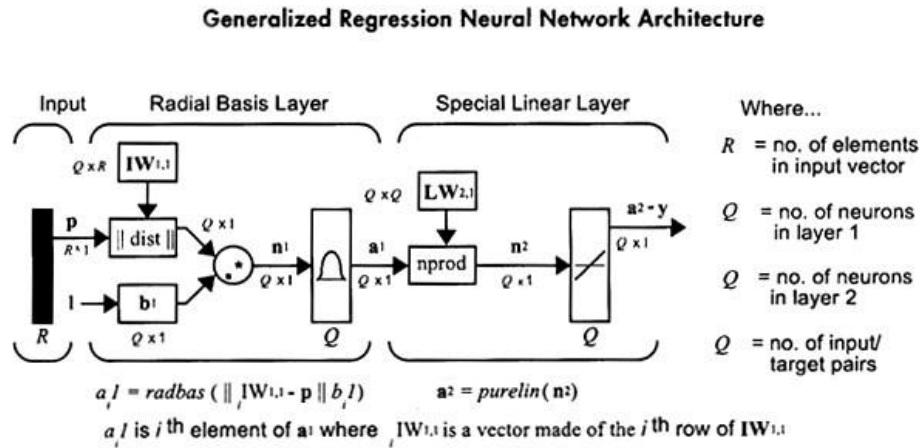 Generalized Regression Neural Network Architecture
Input Radial Basis Layer Special Linear Layer Where...
R = no. of elements
in input vector
Q = no. of neurons
in layer 1
Q = no. of neurons
in layer 2
Q = no. of input/
target pairs
Q x R IW1,1
Q x Q LW2,1
p
R x 1
|| dist ||
Q x 1
.*
n1
Q x 1
a1
Q x 1
nprod
n2
Q x 1
a2 = y
Q x 1
1
b1
Q x 1
R Q Q
ai1 = radbas ( || iIW1,1 - p || bi1) a2 = purelin( n2)
ai1 is i th element of a1 where iIW1,1 is a vector made of the i th row of IW1,1